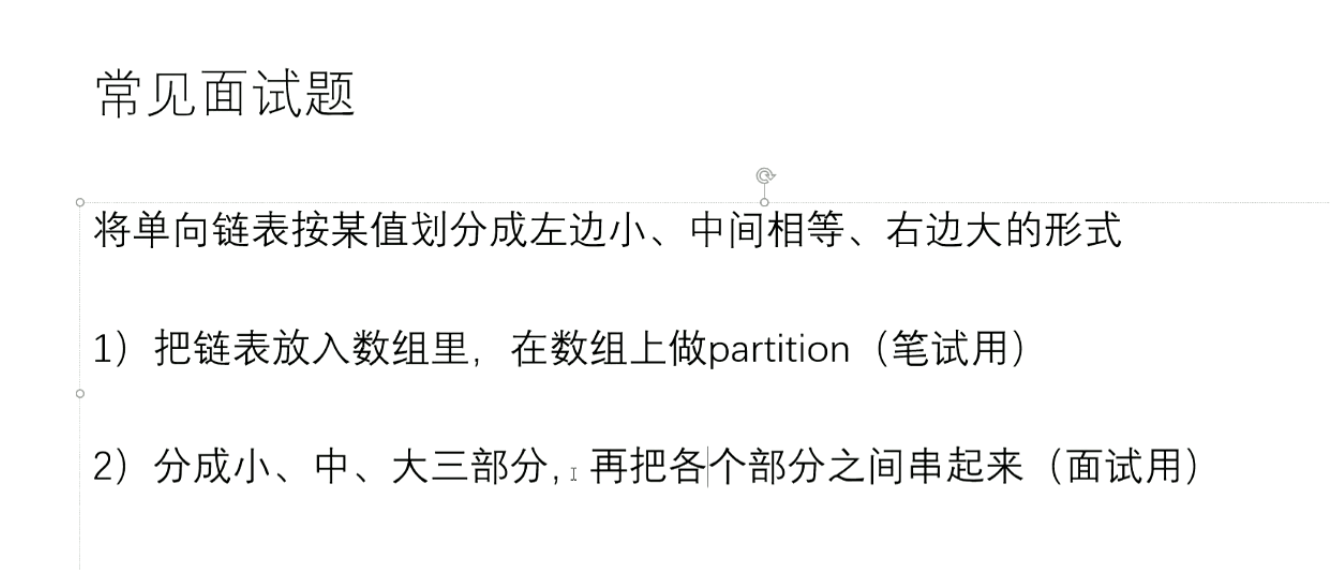 常见面试题
将单向链表按某值划分成左边小、中间相等、右边大的形式
1）把链表放入数组里，在数组上做partition（笔试用）
2）分成小、中、大三部分，再把各个部分之间串起来（面试用）